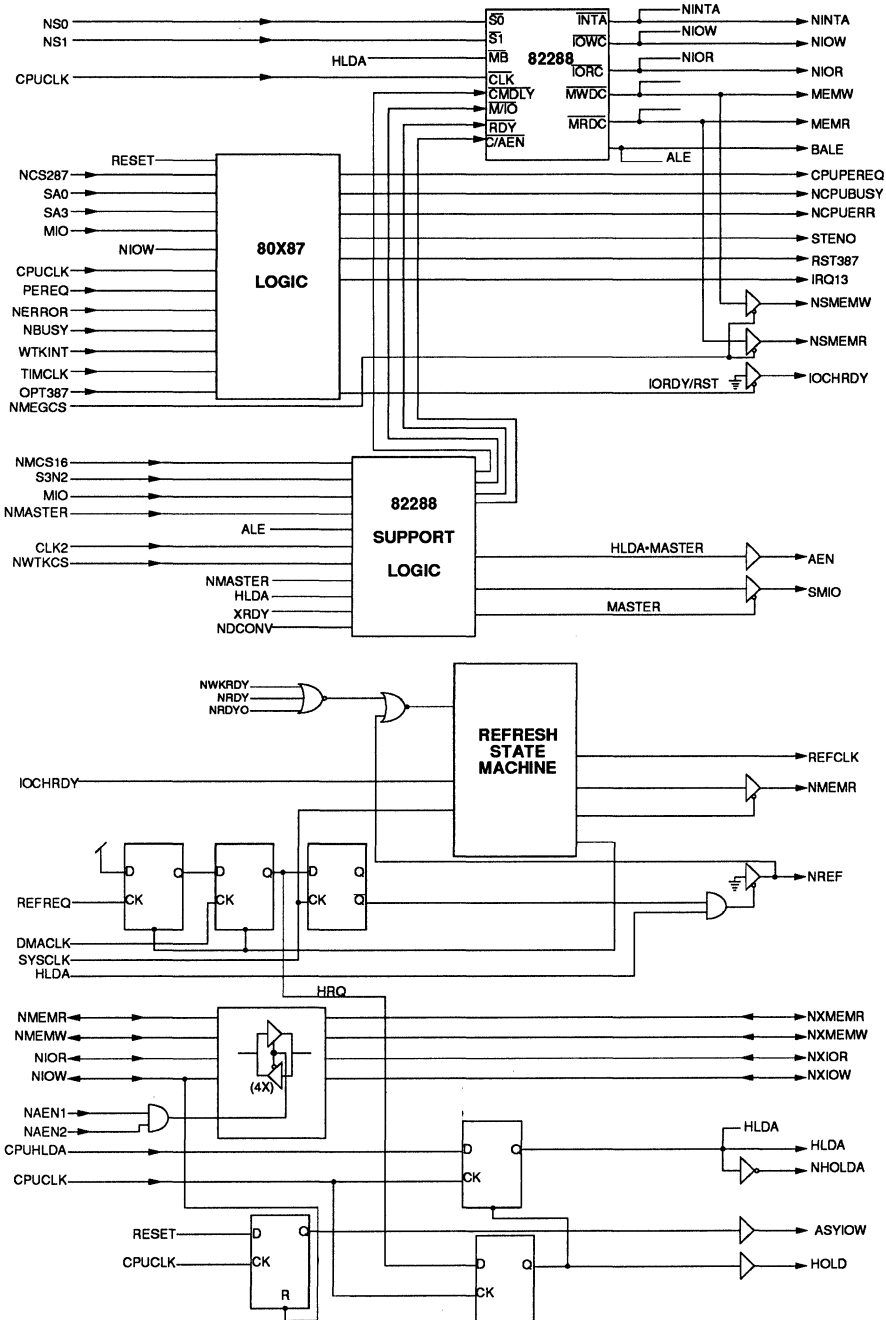 NS0
NS1
HLDA
CPUCLK
S0
S1
MB
CLK
CMDLY
M/IO
RDY
C/AEN
82288
INTA
IOWC
IORC
MWDC
MRDC
NINTA
NIOW
NIOR
ALE
NINTA
NIOW
NIOR
MEMW
MEMR
BALE
RESET
NCS287
SA0
SA3
MIO
NIOW
CPUCLK
PEREQ
NERROR
NBUSY
WTKINT
TIMCLK
OPT387
NMEGCS
80X87
LOGIC
CPUPEREQ
NCPUBUSY
NCPUERR
STENO
RST387
IRQ13
NSMEMW
NSMEMR
IORDY/RST
IOCHRDY
NMCS16
S3N2
MIO
NMASTER
ALE
CLK2
NWTKCS
NMASTER
HLDA
XRDY
NDCONV
82288
SUPPORT
LOGIC
HLDA•MASTER
AEN
SMIO
MASTER
NWKRDY
NRDY
NRDYO
REFRESH
STATE
MACHINE
REFCLK
NMEMR
IOCHRDY
D Q
CK
D Q
CK
D Q
CK Q
REFREQ
DMACLK
SYSCLK
HLDA
NREF
HRQ
NMEMR
NMEMW
NIOR
NIOW
(4X)
NXMEMR
NXMEMW
NXIOR
NXIOW
NAEN1
NAEN2
CPUHLDA
CPUCLK
D Q
CK
HLDA
HLDA
NHOLDA
RESET
CPUCLK
D Q
CK
R
ASYIOW
D Q
CK
HOLD